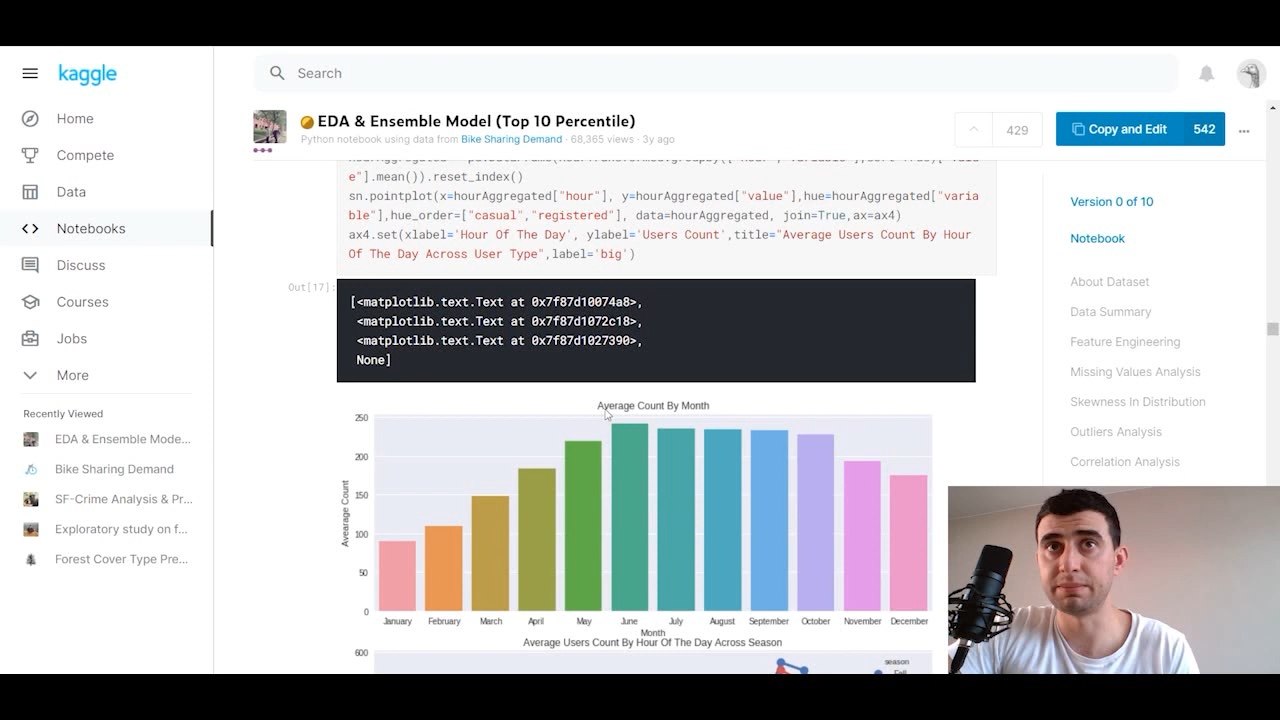 kaggle
Search
Home
Compete
Data
Notebooks
Discuss
Courses
Jobs
More
Recently Viewed
EDA & Ensemble Mode...
Bike Sharing Demand
SF-Crime Analysis & Pr...
Exploratory study on f...
Forest Cover Type Pre...
EDA & Ensemble Model (Top 10 Percentile)
Python notebook using data from Bike Sharing Demand · 68,365 views · 3y ago
429
Copy and Edit 542
e"].mean()).reset_index()
sn.pointplot(x=hourAggregated["hour"], y=hourAggregated["value"],hue=hourAggregated["varia
ble"],hue_order=["casual","registered"], data=hourAggregated, join=True,ax=ax4)
ax4.set(xlabel='Hour Of The Day', ylabel='Users Count',title="Average Users Count By Hour
Of The Day Across User Type",label='big')
Out[17]:
[<matplotlib.text.Text at 0x7f87d10074a8>,
<matplotlib.text.Text at 0x7f87d1072c18>,
<matplotlib.text.Text at 0x7f87d1027390>,
None]
Average Count By Month
250
200
150
100
50
0
Avearage Count
January February March April May June July August September October November December
Month
Average Users Count By Hour Of The Day Across Season
600
season
Fall
Version 0 of 10
Notebook
About Dataset
Data Summary
Feature Engineering
Missing Values Analysis
Skewness In Distribution
Outliers Analysis
Correlation Analysis